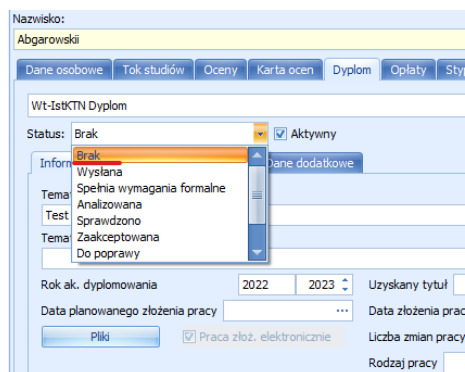 Nazwisko:
Abgarowskii
Dane osobowe Tok studiów Oceny Karta ocen Dyplom Opłaty
Wt-IstKTN Dyplom
Status: Brak Aktywny
Brak
Wysłana
Spełnia wymagania formalne
Analizowana
Sprawdzono
Zaakceptowana
Do poprawy
Dane dodatkowe
Test
Rok ak. dyplomowania 2022 2023 Uzyskany tytuł
Data planowanego złożenia pracy ... Data złożenia
Pliki Praca złoż. elektronicznie Liczba zmian pracy
Rodzaj pracy